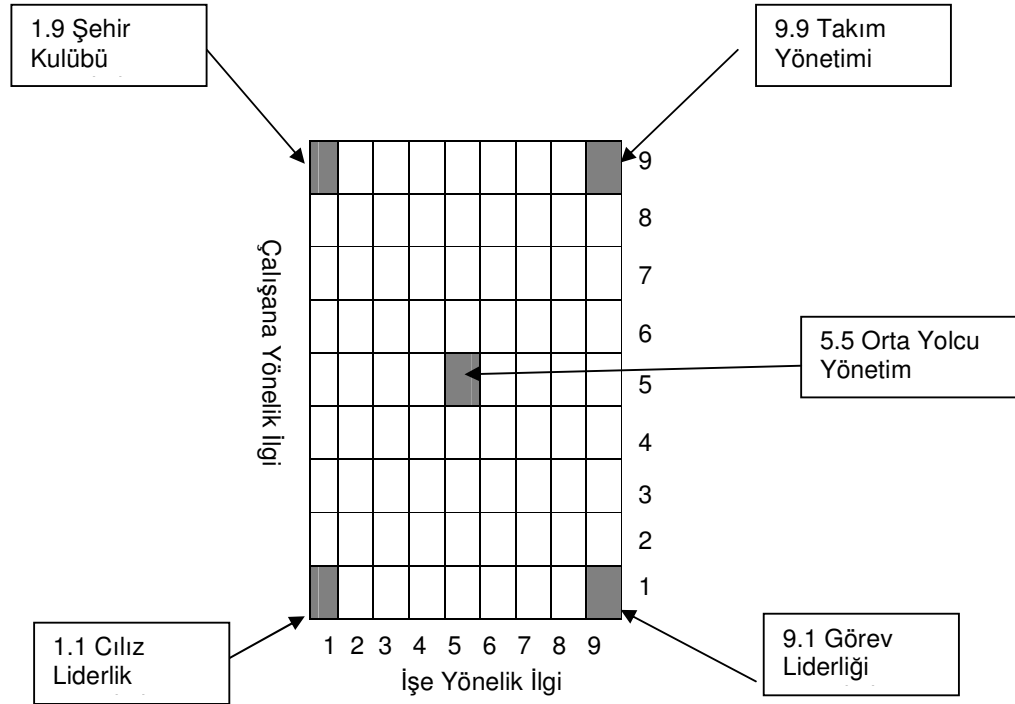 1.9 Şehir
Kulübü
9.9 Takım
Yönetimi
9
8
7
6
5
4
3
2
1
Çalışana Yönelik İlgi
5.5 Orta Yolcu
Yönetim
1.1 Cılız
Liderlik
1 2 3 4 5 6 7 8 9
İşe Yönelik İlgi
9.1 Görev
Liderliği